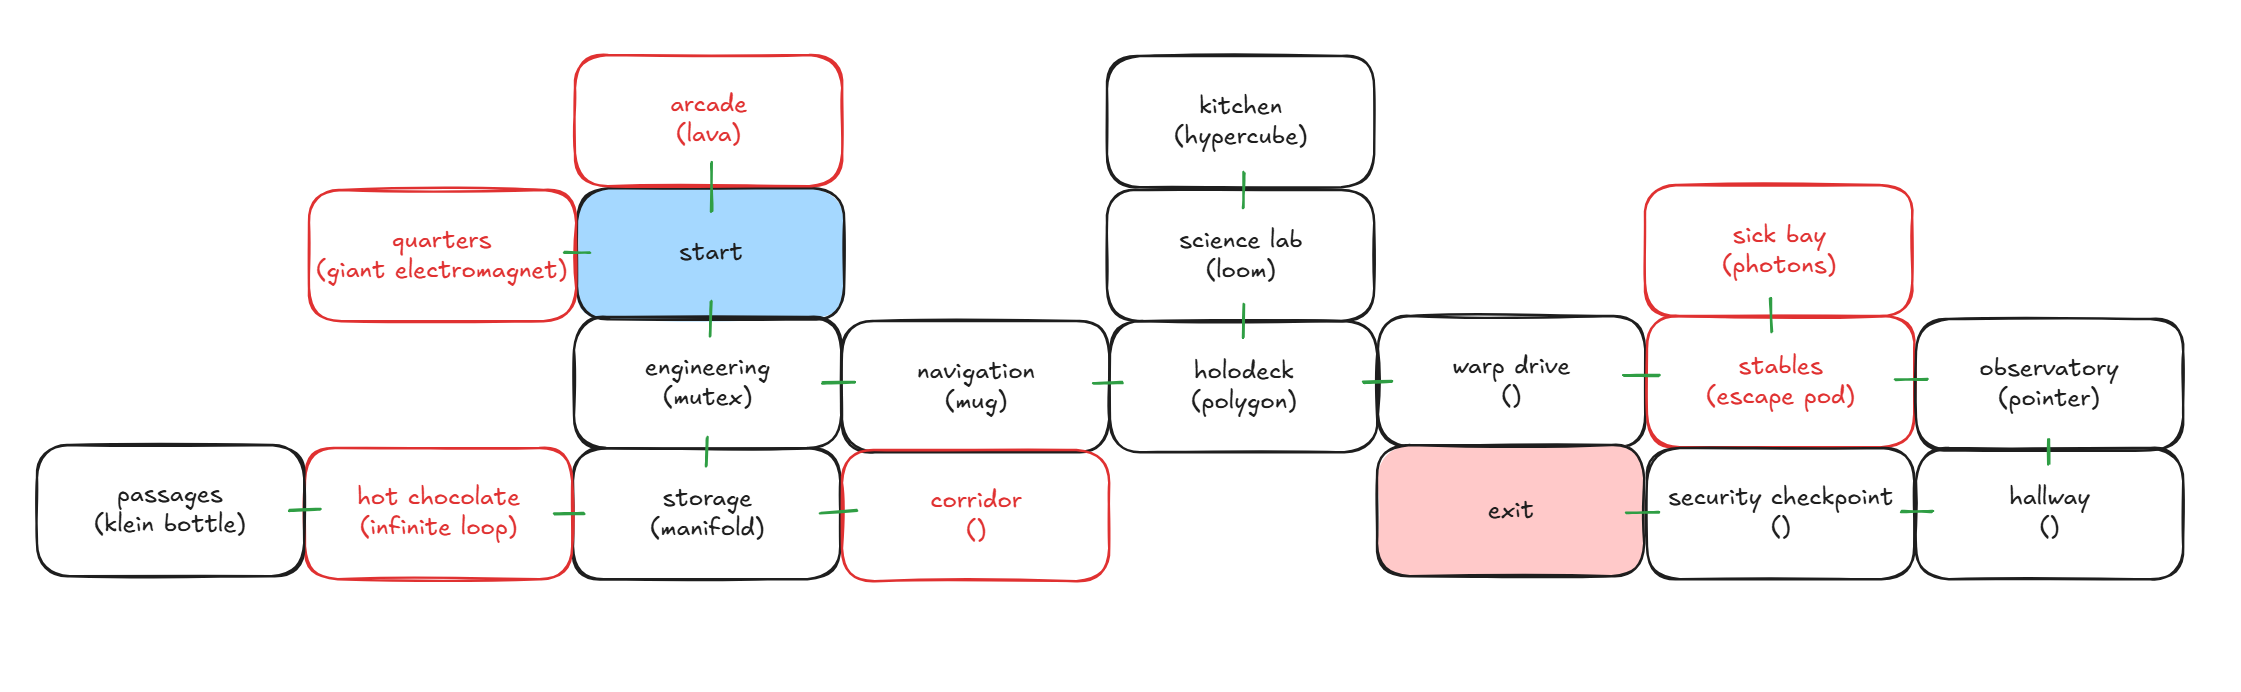 arcade
(lava)
kitchen
(hypercube)
quarters
(giant electromagnet)
start
science lab
(loom)
sick bay
(photons)
engineering
(mutex)
navigation
(mug)
holodeck
(polygon)
warp drive
()
stables
(escape pod)
observatory
(pointer)
passages
(klein bottle)
hot chocolate
(infinite loop)
storage
(manifold)
corridor
()
exit
security checkpoint
()
hallway
()